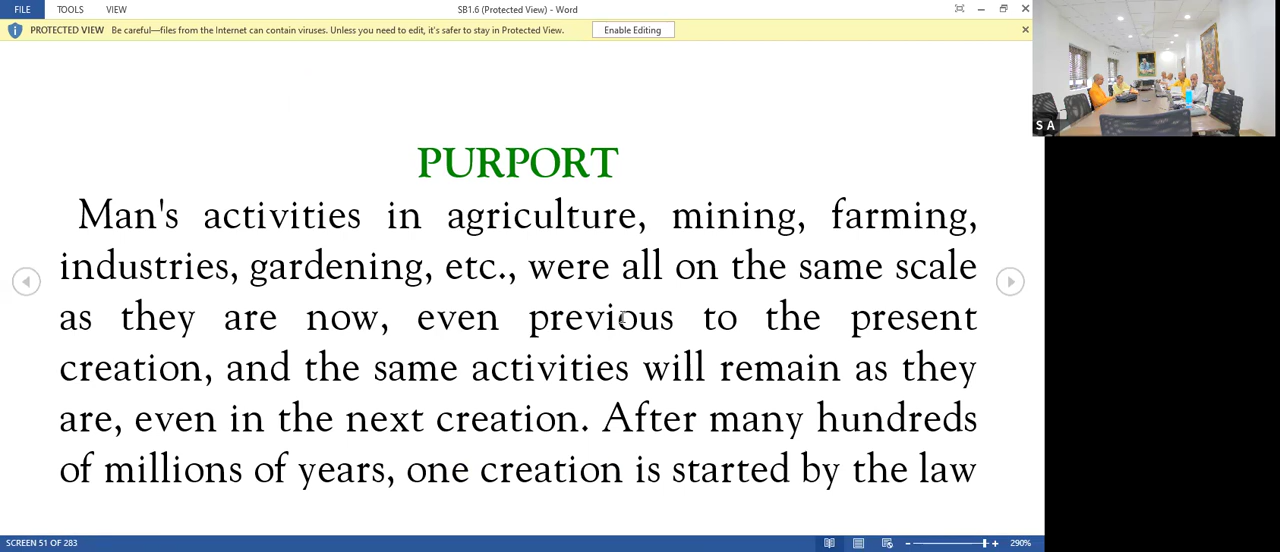 FILE TOOLS VIEW SB1.6 (Protected View) - Word
PROTECTED VIEW Be careful—files from the Internet can contain viruses. Unless you need to edit, it's safer to stay in Protected View. Enable Editing
S A
PURPORT
Man's activities in agriculture, mining, farming,
industries, gardening, etc., were all on the same scale
as they are now, even previous to the present
creation, and the same activities will remain as they
are, even in the next creation. After many hundreds
of millions of years, one creation is started by the law
SCREEN 51 OF 283 290%